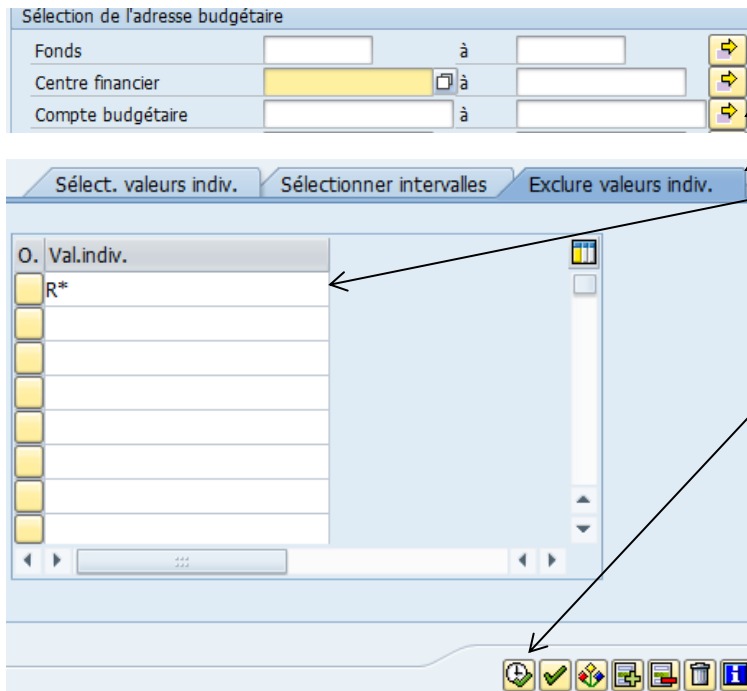 Sélection de l'adresse budgétaire
Fonds à
Centre financier à
Compte budgétaire à
Sélect. valeurs indiv. Sélectionner intervalles Exclure valeurs indiv.
O. Val.indiv.
R*